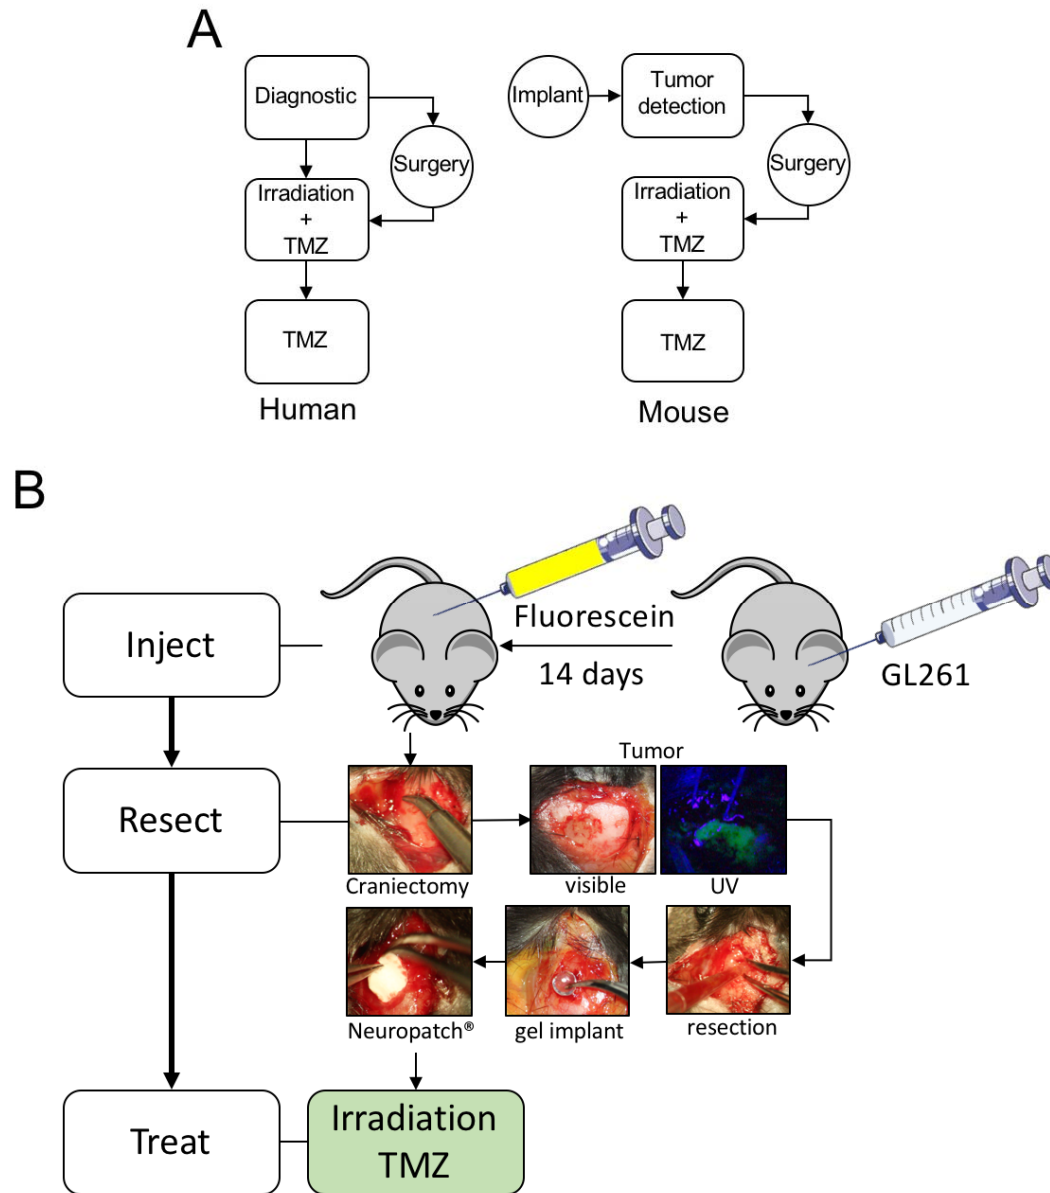 A
Diagnostic
Surgery
Irradiation
+
TMZ
TMZ
Human
Implant
Tumor
detection
Surgery
Irradiation
+
TMZ
TMZ
Mouse
B
Inject
Fluorescein
14 days
GL261
Resect
Tumor
Craniectomy
visible
UV
Neuropatch®
gel implant
resection
Treat
Irradiation
TMZ